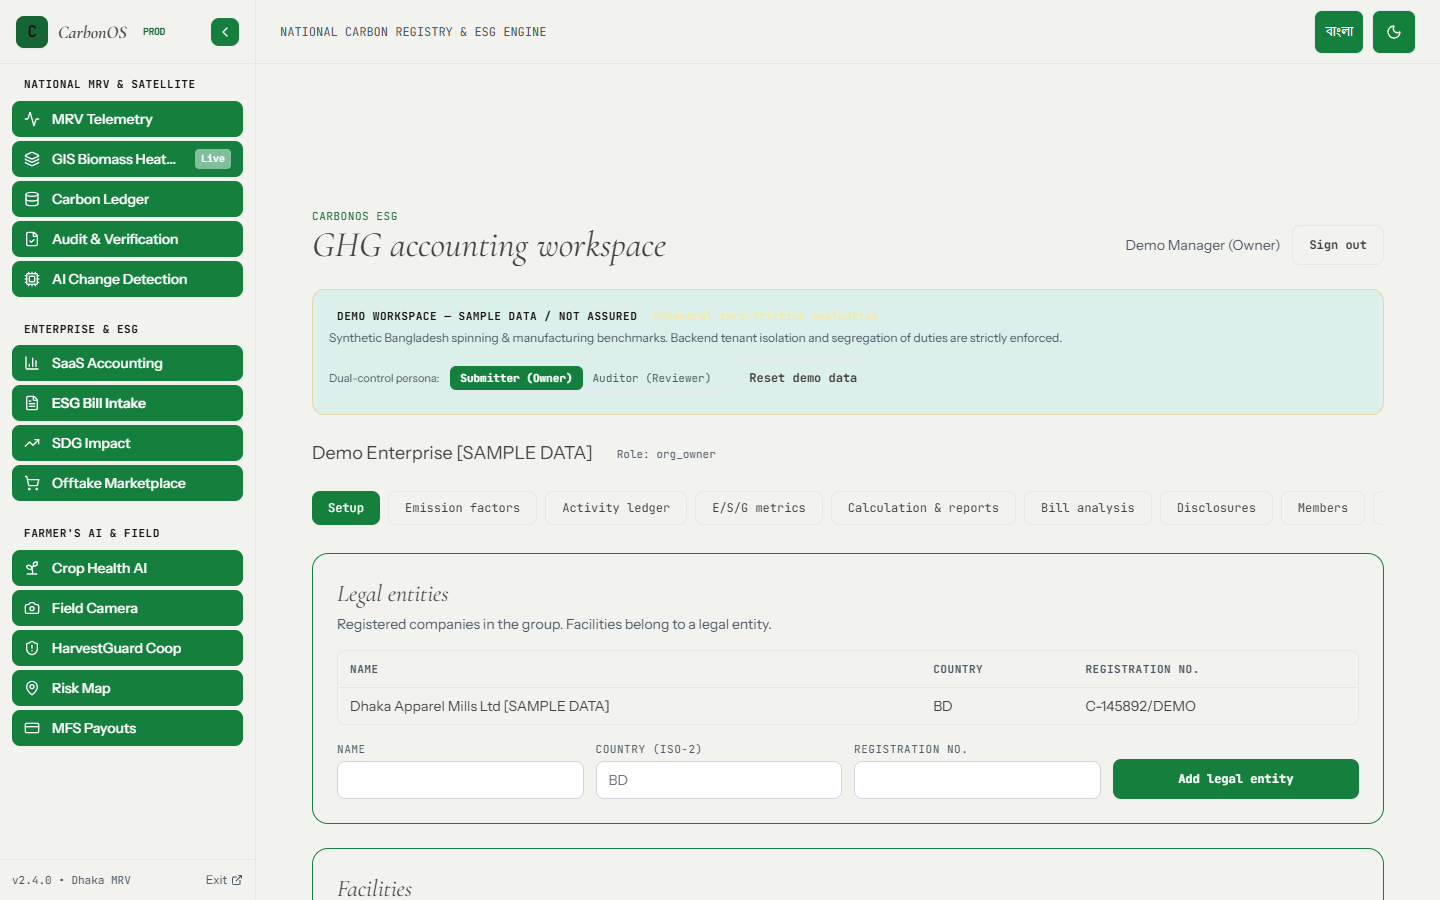 C CarbonOS PROD
NATIONAL CARBON REGISTRY & ESG ENGINE
বাংলা
NATIONAL MRV & SATELLITE
MRV Telemetry
GIS Biomass Heat... Live
Carbon Ledger
Audit & Verification
AI Change Detection
ENTERPRISE & ESG
SaaS Accounting
ESG Bill Intake
SDG Impact
Offtake Marketplace
FARMER'S AI & FIELD
Crop Health AI
Field Camera
HarvestGuard Coop
Risk Map
MFS Payouts
v2.4.0 • Dhaka MRV
Exit
CARBONOS ESG
GHG accounting workspace
Demo Manager (Owner)
Sign out
DEMO WORKSPACE — SAMPLE DATA / NOT ASSURED Ephemeral zero-friction evaluation
Synthetic Bangladesh spinning & manufacturing benchmarks. Backend tenant isolation and segregation of duties are strictly enforced.
Dual-control persona: Submitter (Owner) Auditor (Reviewer) Reset demo data
Demo Enterprise [SAMPLE DATA] Role: org_owner
Setup Emission factors Activity ledger E/S/G metrics Calculation & reports Bill analysis Disclosures Members
Legal entities
Registered companies in the group. Facilities belong to a legal entity.
NAME COUNTRY REGISTRATION NO.
Dhaka Apparel Mills Ltd [SAMPLE DATA] BD C-145892/DEMO
NAME COUNTRY (ISO-2) REGISTRATION NO.
BD
Add legal entity
Facilities